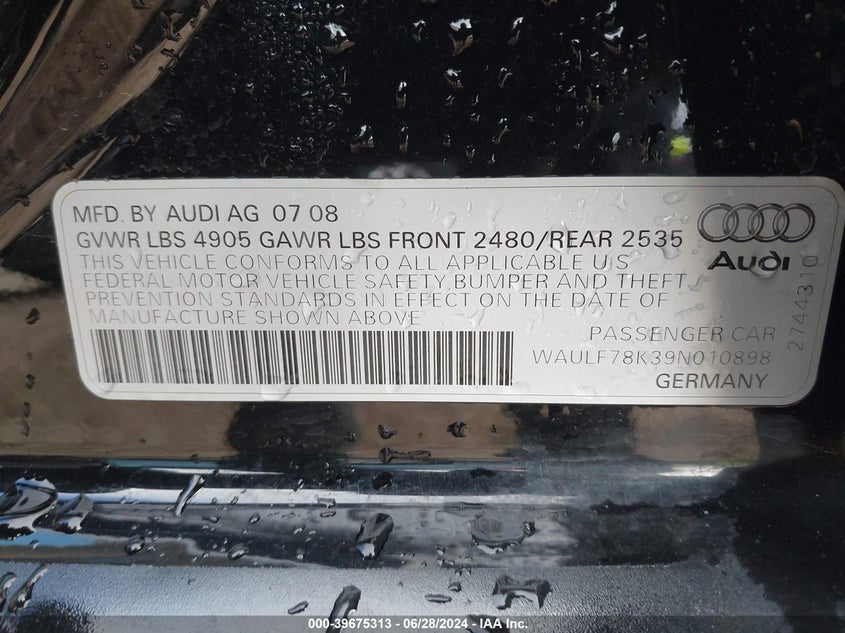 MFD. BY AUDI AG 07 08
GVWR LBS 4905 GAWR LBS FRONT 2480/REAR 2535
THIS VEHICLE CONFORMS TO ALL APPLICABLE U.S.
FEDERAL MOTOR VEHICLE SAFETY,BUMPER AND THEFT
PREVENTION STANDARDS IN EFFECT ON THE DATE OF
MANUFACTURE SHOWN ABOVE
Audi
2744310
PASSENGER CAR
WAULF78K39N010898
GERMANY
000-39675313 / 06/28/2024 - IAA Inc.